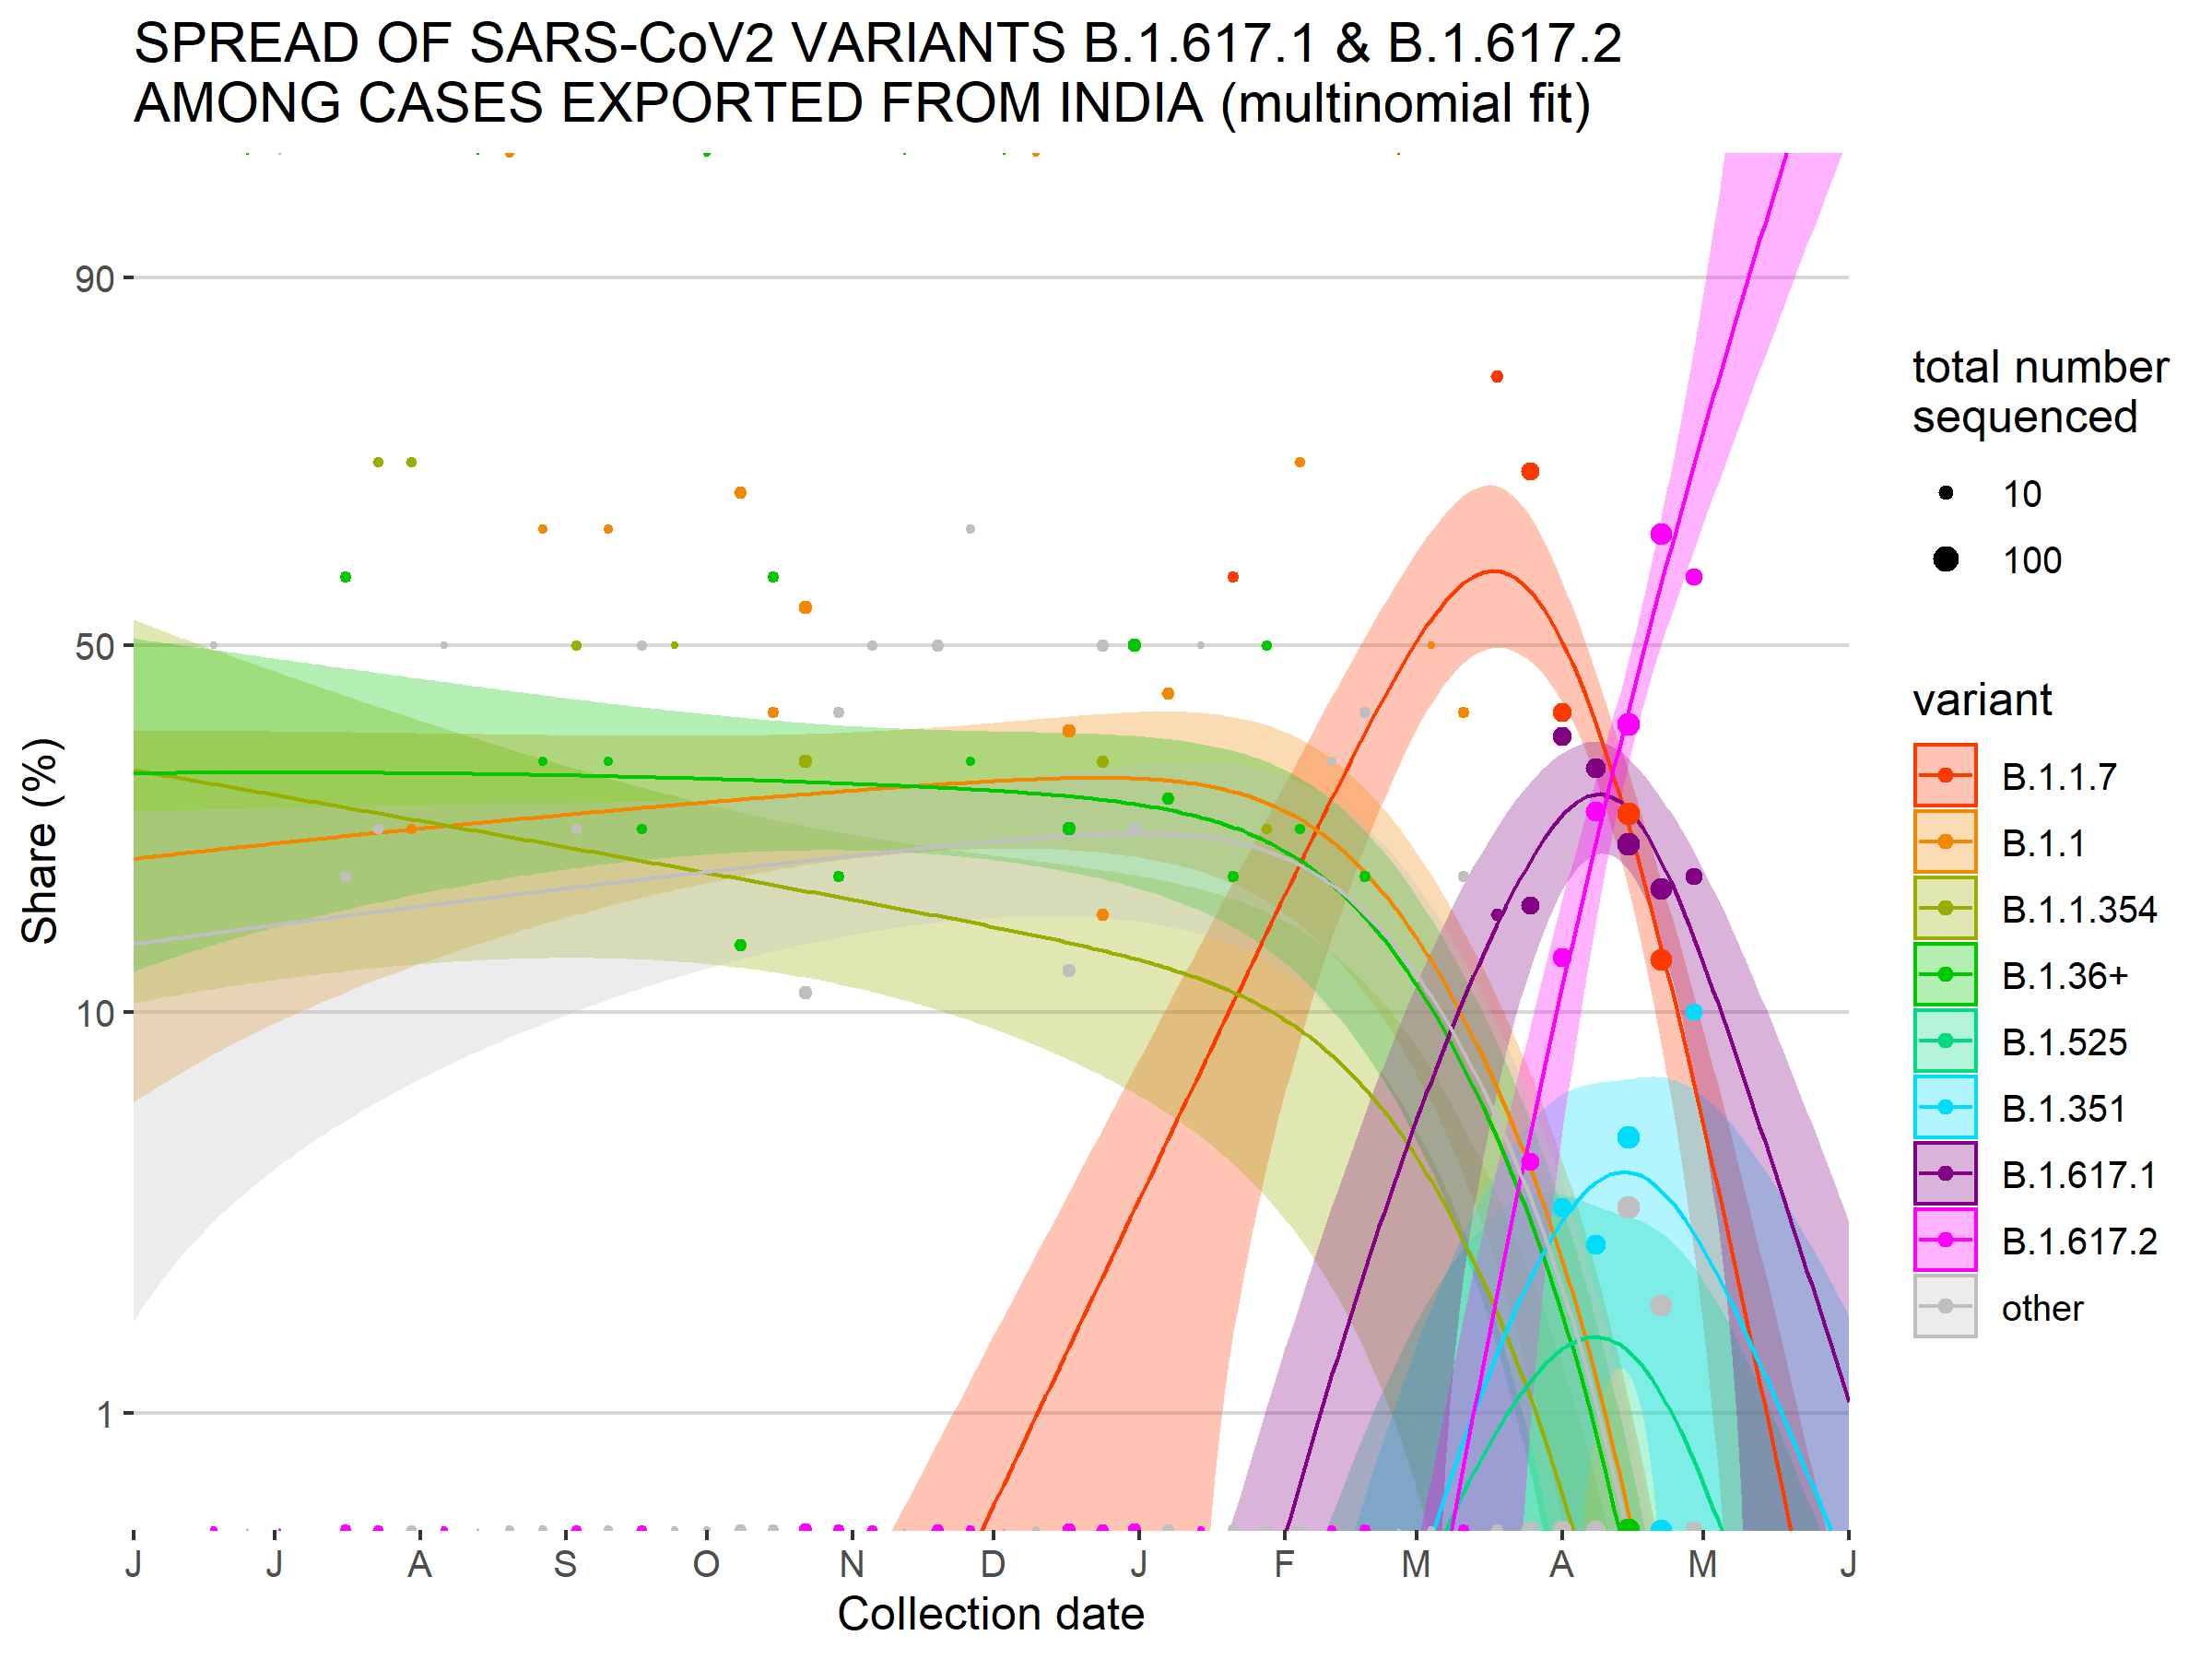 SPREAD OF SARS-CoV2 VARIANTS B.1.617.1 & B.1.617.2
AMONG CASES EXPORTED FROM INDIA (multinomial fit)
90
50
10
1
Share (%)
J J A S O N D J F M A M J
Collection date
total number
sequenced
10
100
variant
B.1.1.7
B.1.1
B.1.1.354
B.1.36+
B.1.525
B.1.351
B.1.617.1
B.1.617.2
other